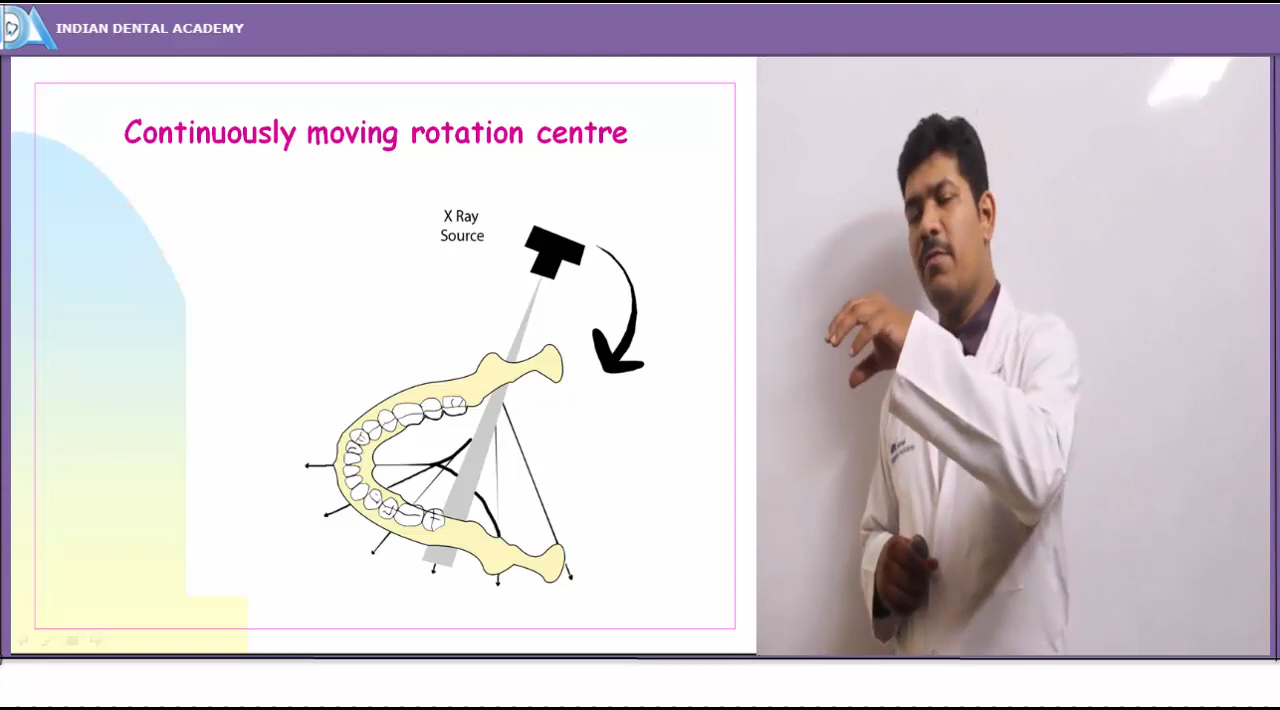 INDIAN DENTAL ACADEMY
Continuously moving rotation centre
X Ray
Source